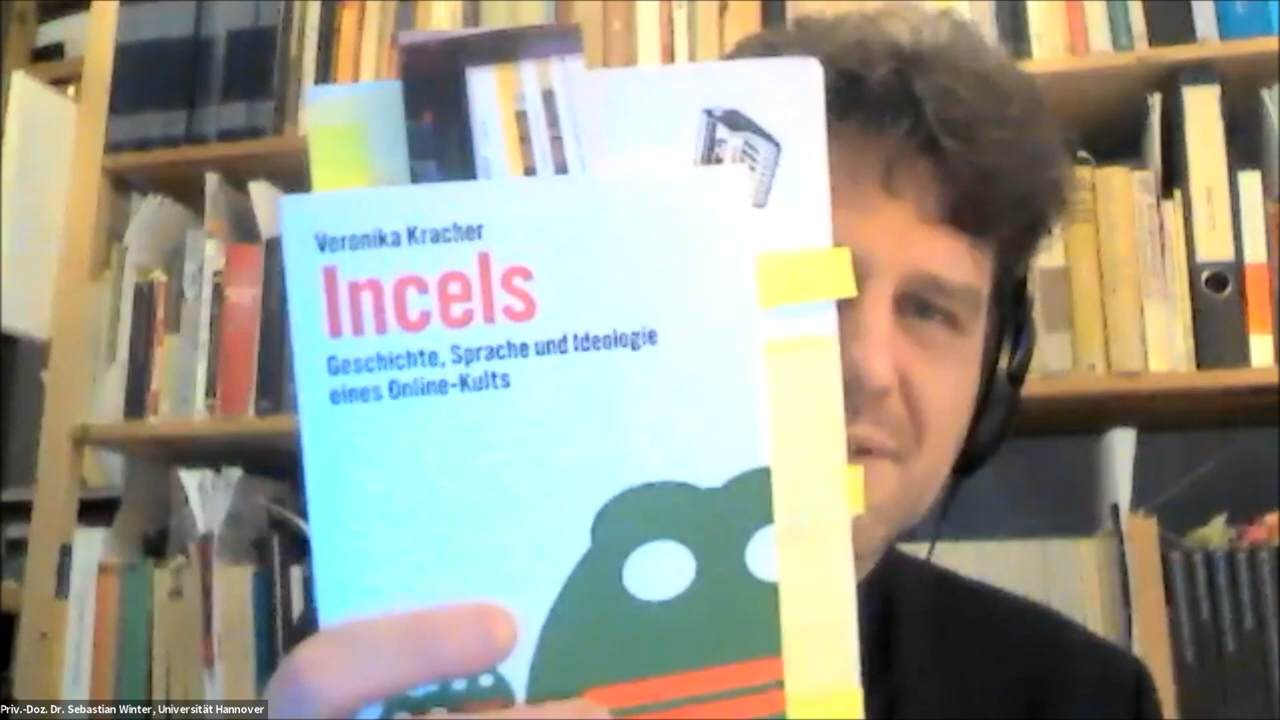 Veronika Kracher
Incels
Geschichte, Sprache und Ideologie
eines Online-Kults
Priv.-Doz. Dr. Sebastian Winter, Universität Hannover